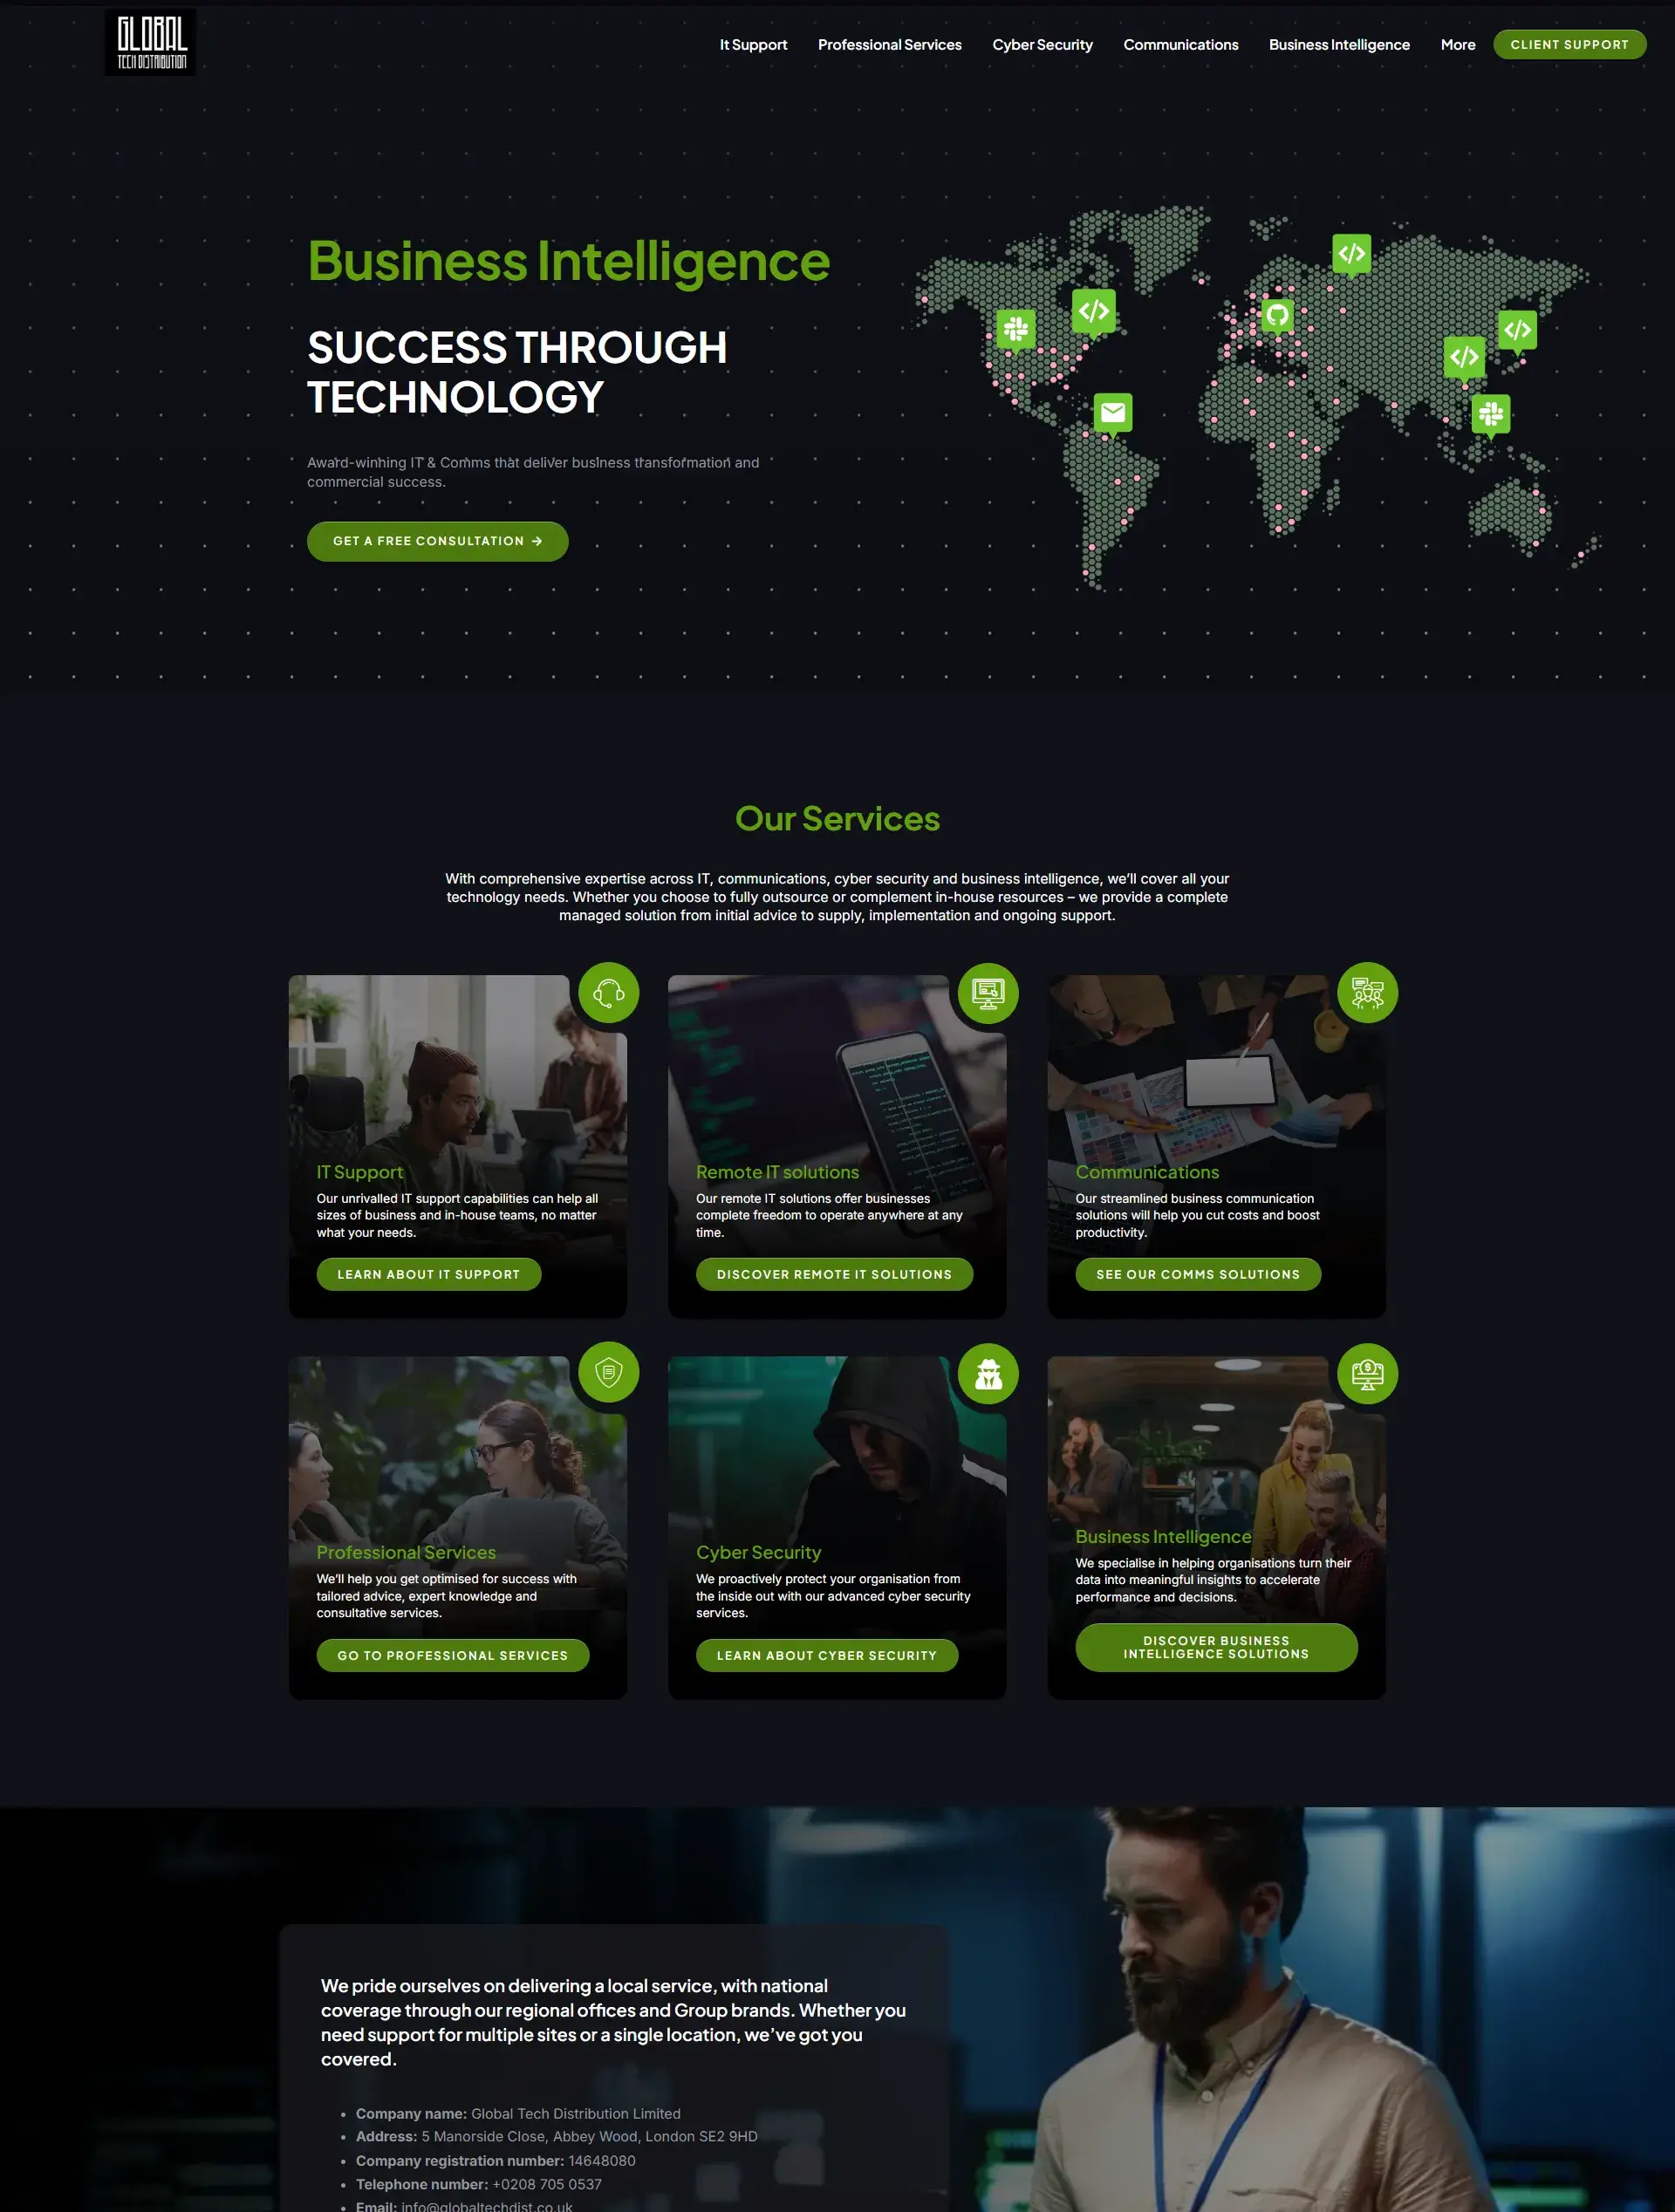 GLOBAL
TECH DISTRIBUTION
It Support
Professional Services
Cyber Security
Communications
Business Intelligence
More
CLIENT SUPPORT
Business Intelligence
SUCCESS THROUGH
TECHNOLOGY
Award-winning IT & Comms that deliver business transformation and
commercial success.
GET A FREE CONSULTATION →
Our Services
With comprehensive expertise across IT, communications, cyber security and business intelligence, we’ll cover all your
technology needs. Whether you choose to fully outsource or complement in-house resources – we provide a complete
managed solution from initial advice to supply, implementation and ongoing support.
IT Support
Our unrivalled IT support capabilities can help all
sizes of business and in-house teams, no matter
what your needs.
LEARN ABOUT IT SUPPORT
Remote IT solutions
Our remote IT solutions offer businesses
complete freedom to operate anywhere at any
time.
DISCOVER REMOTE IT SOLUTIONS
Communications
Our streamlined business communication
solutions will help you cut costs and boost
productivity.
SEE OUR COMMS SOLUTIONS
Professional Services
We’ll help you get optimised for success with
tailored advice, expert knowledge and
consultative services.
GO TO PROFESSIONAL SERVICES
Cyber Security
We proactively protect your organisation from
the inside out with our advanced cyber security
services.
LEARN ABOUT CYBER SECURITY
Business Intelligence
We specialise in helping organisations turn their
data into meaningful insights to accelerate
performance and decisions.
DISCOVER BUSINESS
INTELLIGENCE SOLUTIONS
We pride ourselves on delivering a local service, with national
coverage through our regional offices and Group brands. Whether you
need support for multiple sites or a single location, we’ve got you
covered.
• Company name: Global Tech Distribution Limited
• Address: 5 Manorside Close, Abbey Wood, London SE2 9HD
• Company registration number: 14648080
• Telephone number: +0208 705 0537
• Email: info@globaltechdist.co.uk